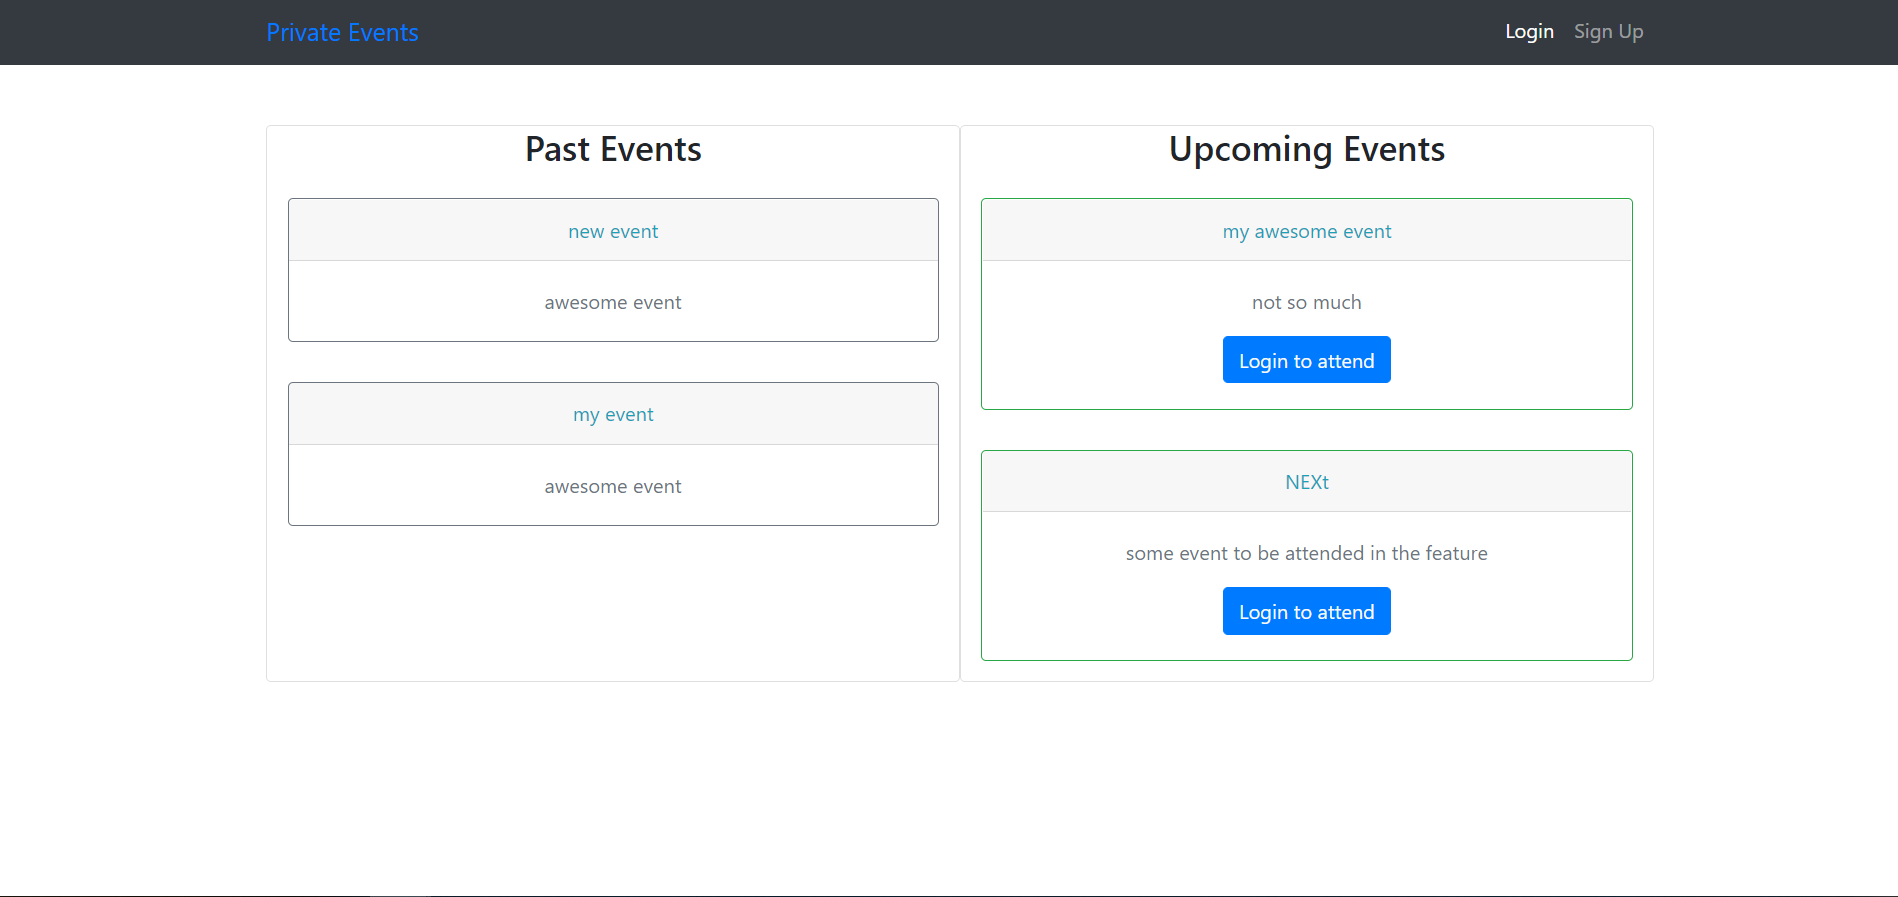 Private Events
Login
Sign Up
Past Events
new event
awesome event
my event
awesome event
Upcoming Events
my awesome event
not so much
Login to attend
NEXt
some event to be attended in the feature
Login to attend